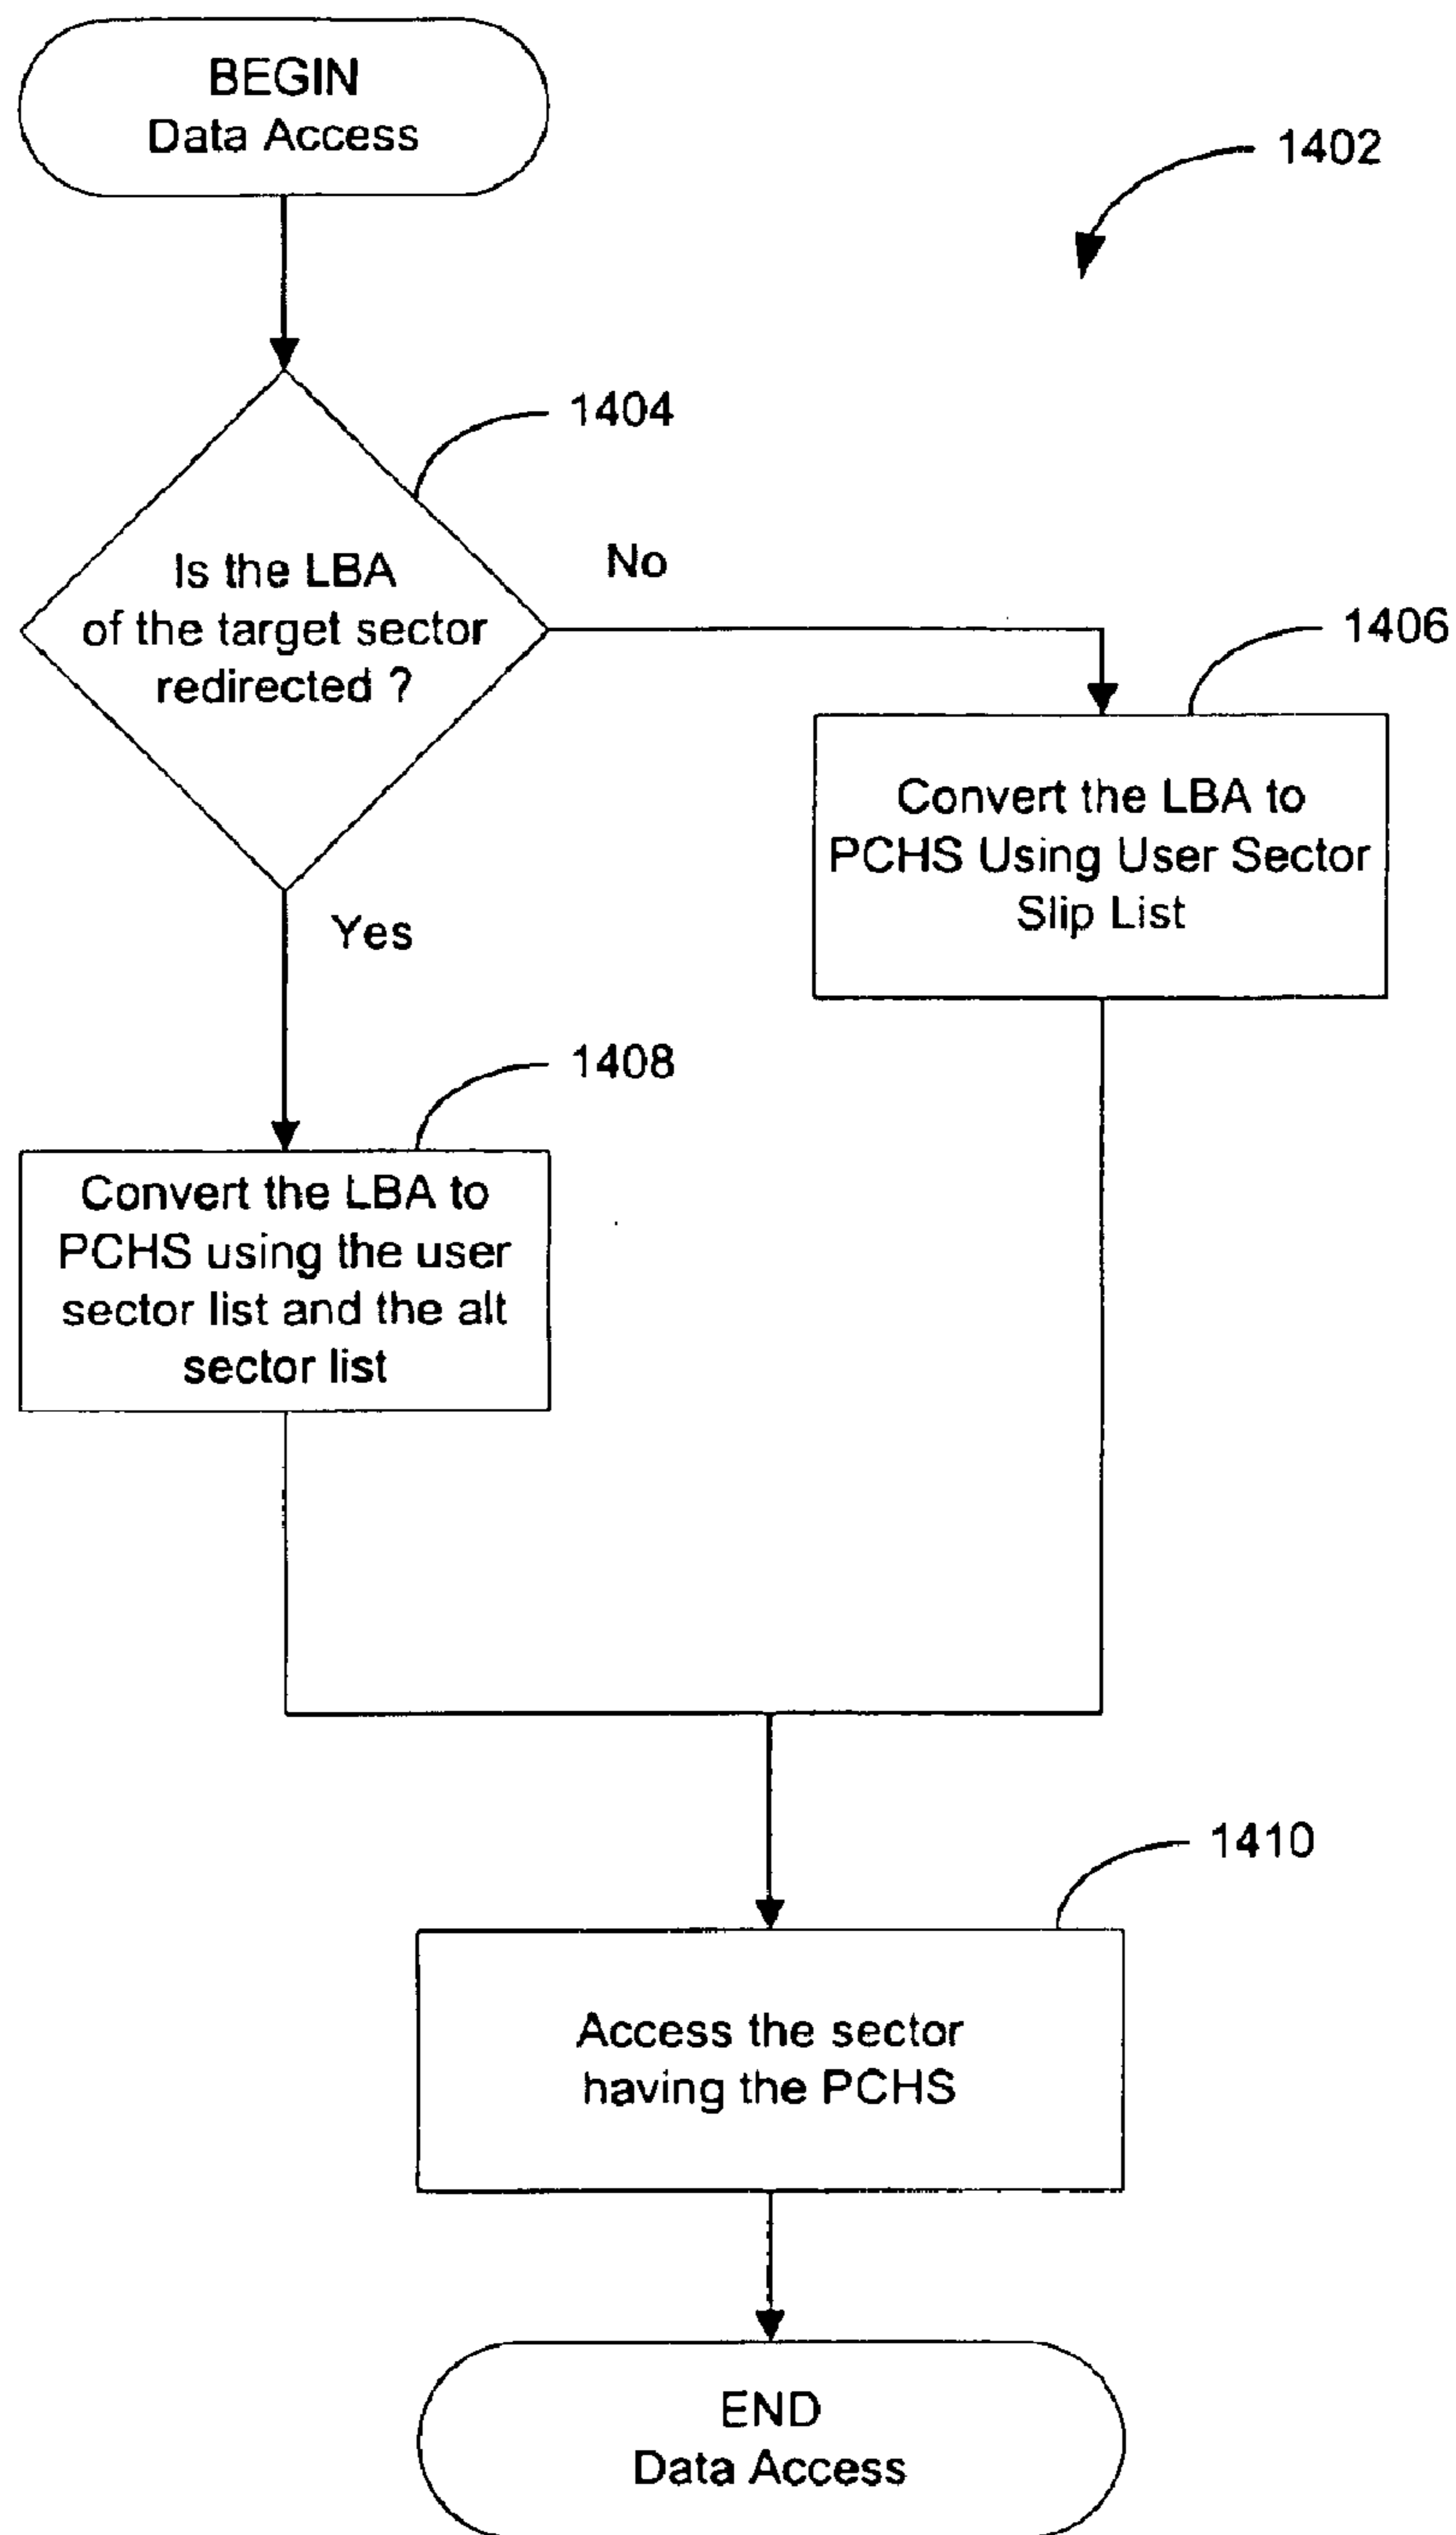 BEGIN
Data Access
1402
1404
Is the LBA
of the target sector
redirected ?
No
1406
Convert the LBA to
PCHS Using User Sector
Slip List
Yes
1408
Convert the LBA to
PCHS using the user
sector list and the alt
sector list
1410
Access the sector
having the PCHS
END
Data Access